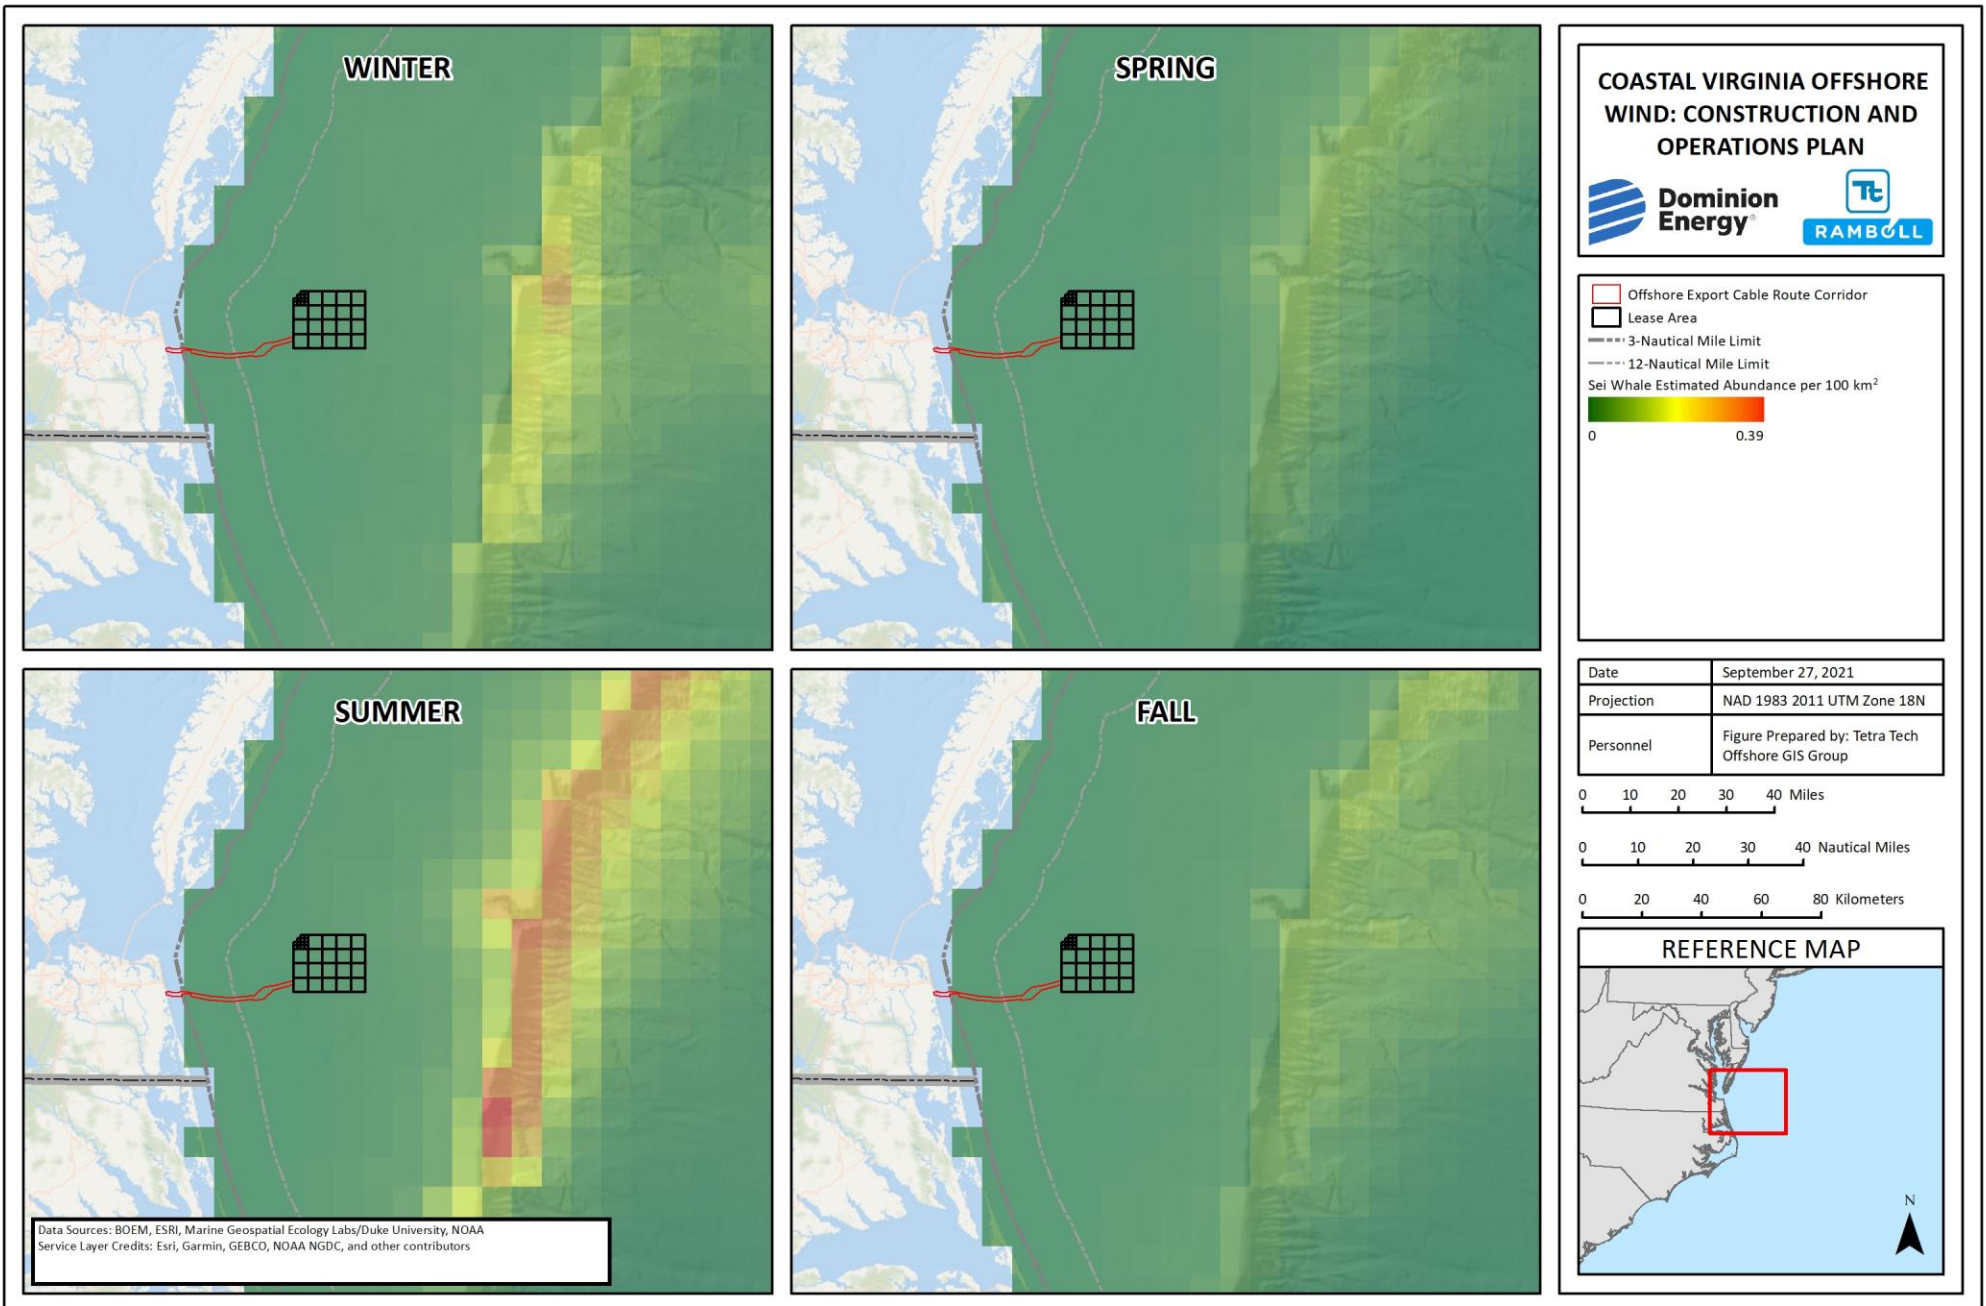 WINTER
SPRING
SUMMER
FALL
Data Sources: BOEM, ESRI, Marine Geospatial Ecology Labs/Duke University, NOAA
Service Layer Credits: Esri, Garmin, GEBCO, NOAA NGDC, and other contributors
COASTAL VIRGINIA OFFSHORE
WIND: CONSTRUCTION AND
OPERATIONS PLAN
Dominion
Energy®
Tt
RAMBOLL
Offshore Export Cable Route Corridor
Lease Area
3-Nautical Mile Limit
12-Nautical Mile Limit
Sei Whale Estimated Abundance per 100 km²
0 0.39
Date September 27, 2021
Projection NAD 1983 2011 UTM Zone 18N
Personnel Figure Prepared by: Tetra Tech
Offshore GIS Group
0 10 20 30 40 Miles
0 10 20 30 40 Nautical Miles
0 20 40 60 80 Kilometers
REFERENCE MAP
N